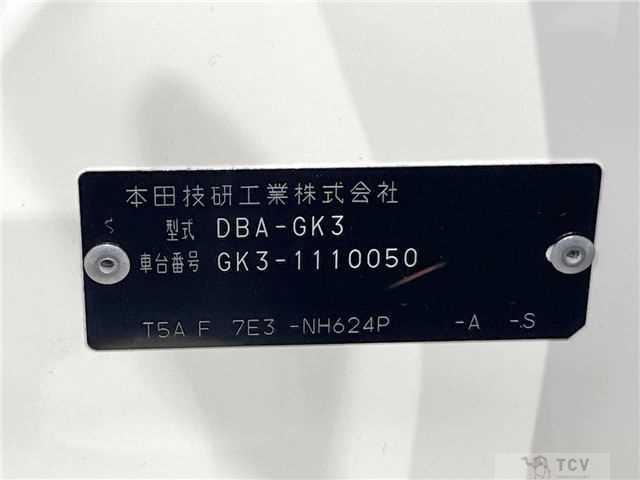 本田技研工業株式会社
型式 DBA-GK3
車台番号 GK3-1110050
T5A F 7E3 -NH624P -A -S
TCV